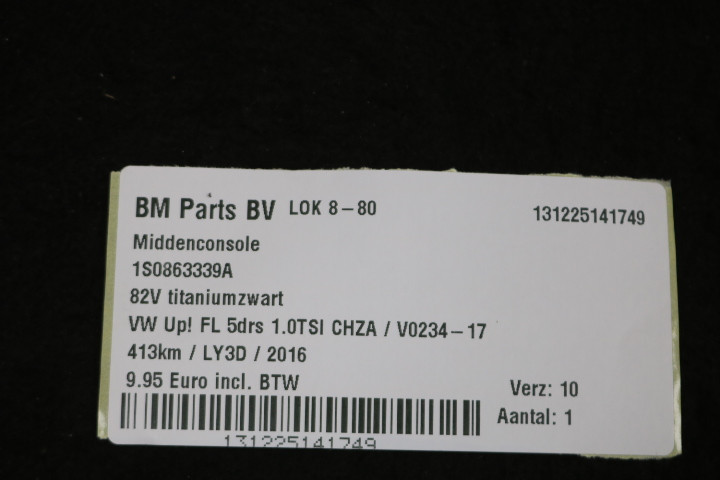 BM Parts BV LOK 8-80 131225141749
Middenconsole
1S0863339A
82V titaniumzwart
VW Up! FL 5drs 1.0TSI CHZA / V0234-17
413km / LY3D / 2016
9.95 Euro incl. BTW Verz: 10
Aantal: 1
131225141749